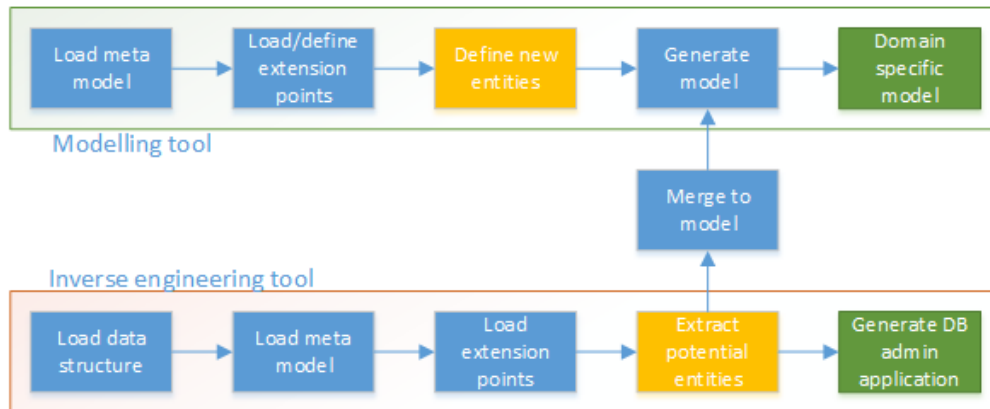 Load meta
model
Load/define
extension
points
Define new
entities
Generate
model
Domain
specific
model
Modelling tool
Merge to
model
Inverse engineering tool
Load data
structure
Load meta
model
Load
extension
points
Extract
potential
entities
Generate DB
admin
application